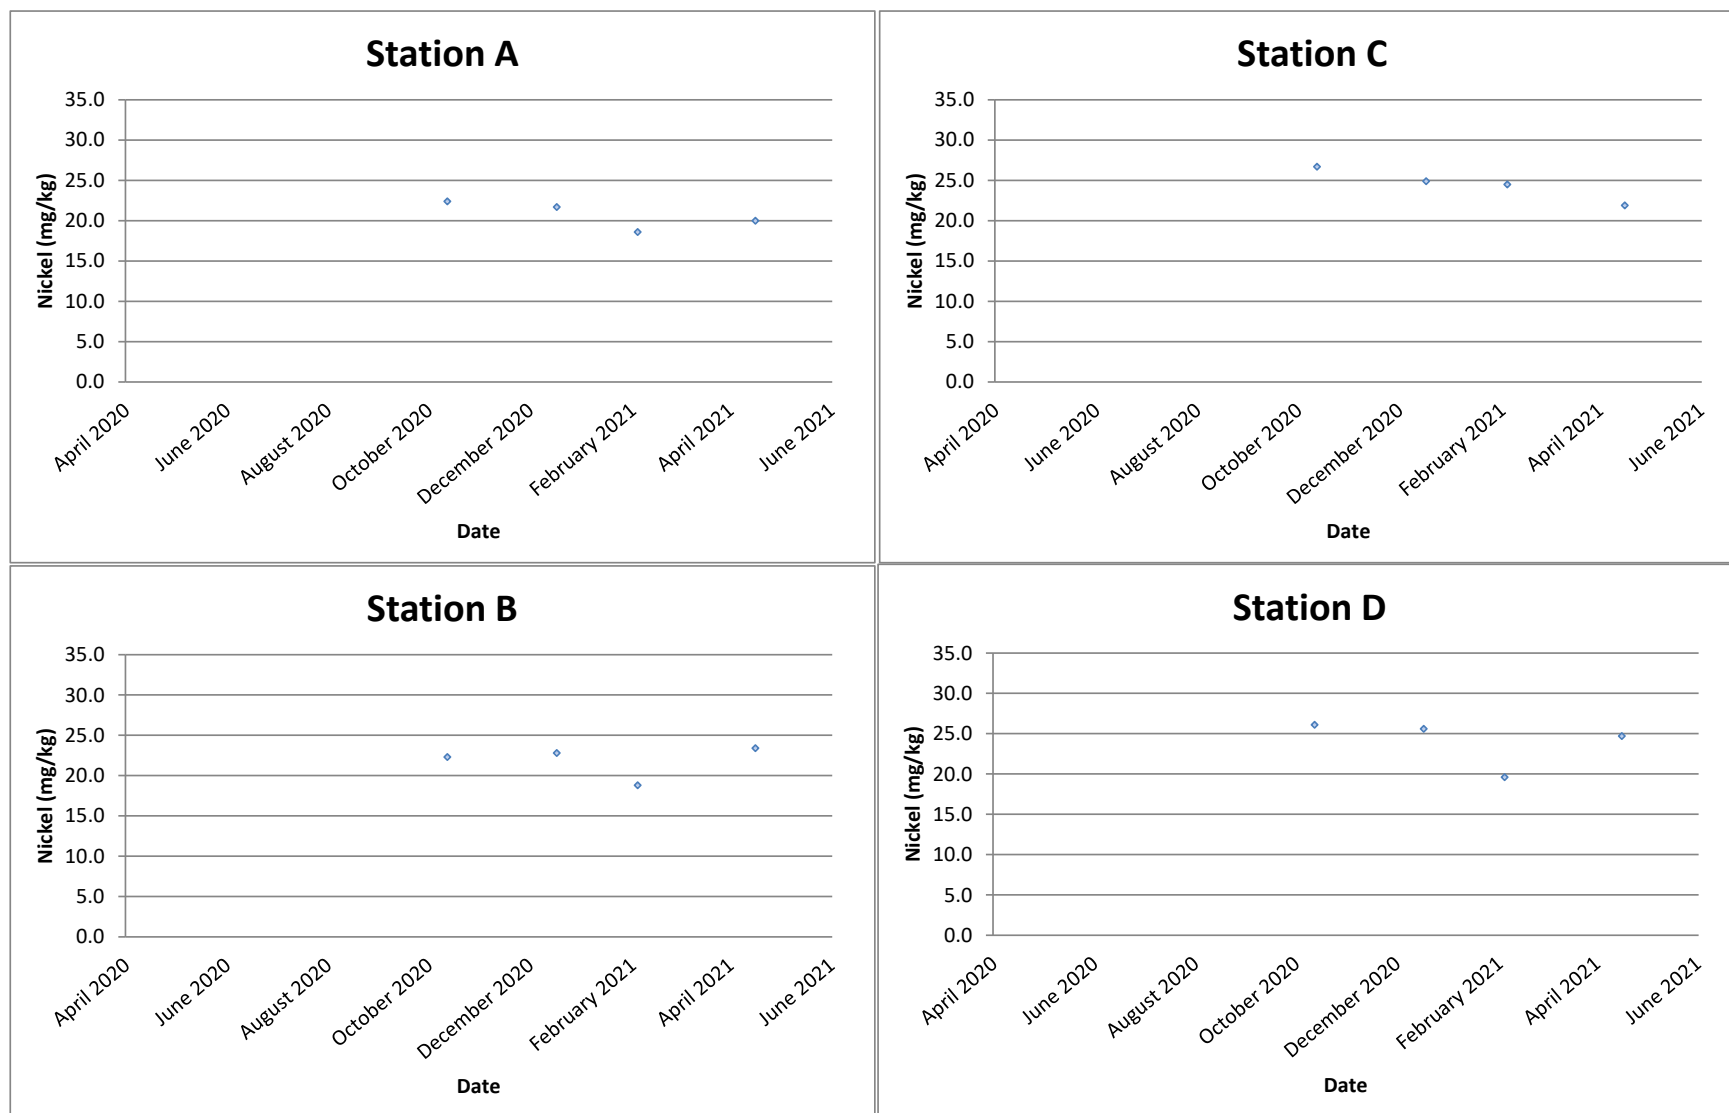 Station A
35.0
30.0
25.0
20.0
15.0
10.0
5.0
0.0
Nickel (mg/kg)
April 2020
June 2020
August 2020
October 2020
December 2020
February 2021
April 2021
June 2021
Date
Station C
35.0
30.0
25.0
20.0
15.0
10.0
5.0
0.0
Nickel (mg/kg)
April 2020
June 2020
August 2020
October 2020
December 2020
February 2021
April 2021
June 2021
Date
Station B
35.0
30.0
25.0
20.0
15.0
10.0
5.0
0.0
Nickel (mg/kg)
April 2020
June 2020
August 2020
October 2020
December 2020
February 2021
April 2021
June 2021
Date
Station D
35.0
30.0
25.0
20.0
15.0
10.0
5.0
0.0
Nickel (mg/kg)
April 2020
June 2020
August 2020
October 2020
December 2020
February 2021
April 2021
June 2021
Date